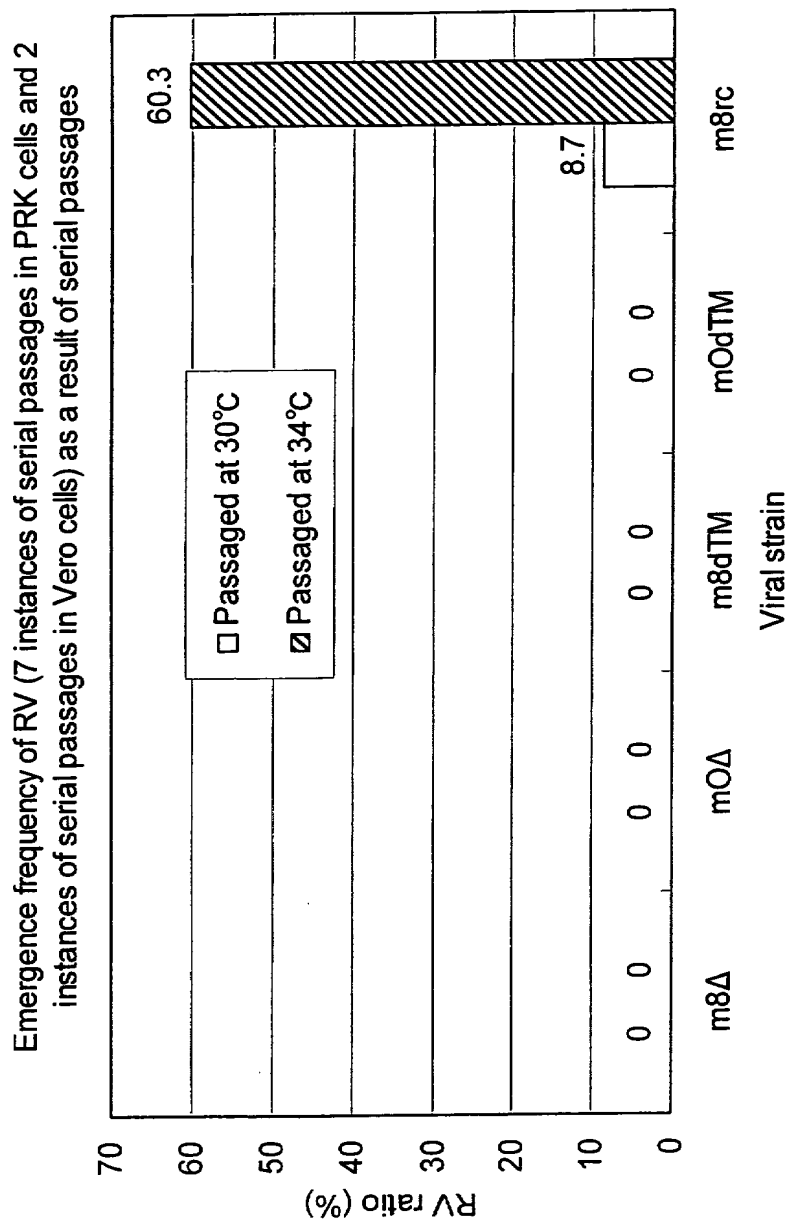 Emergence frequency of RV (7 instances of serial passages in PRK cells and 2
instances of serial passages in Vero cells) as a result of serial passages
RV ratio (%)
70
60
50
40
30
20
10
0
Passaged at 30°C
Passaged at 34°C
0 0
0 0
0 0
0 0
8.7
60.3
m8Δ
mOΔ
m8dTM
mOdTM
m8rc
Viral strain